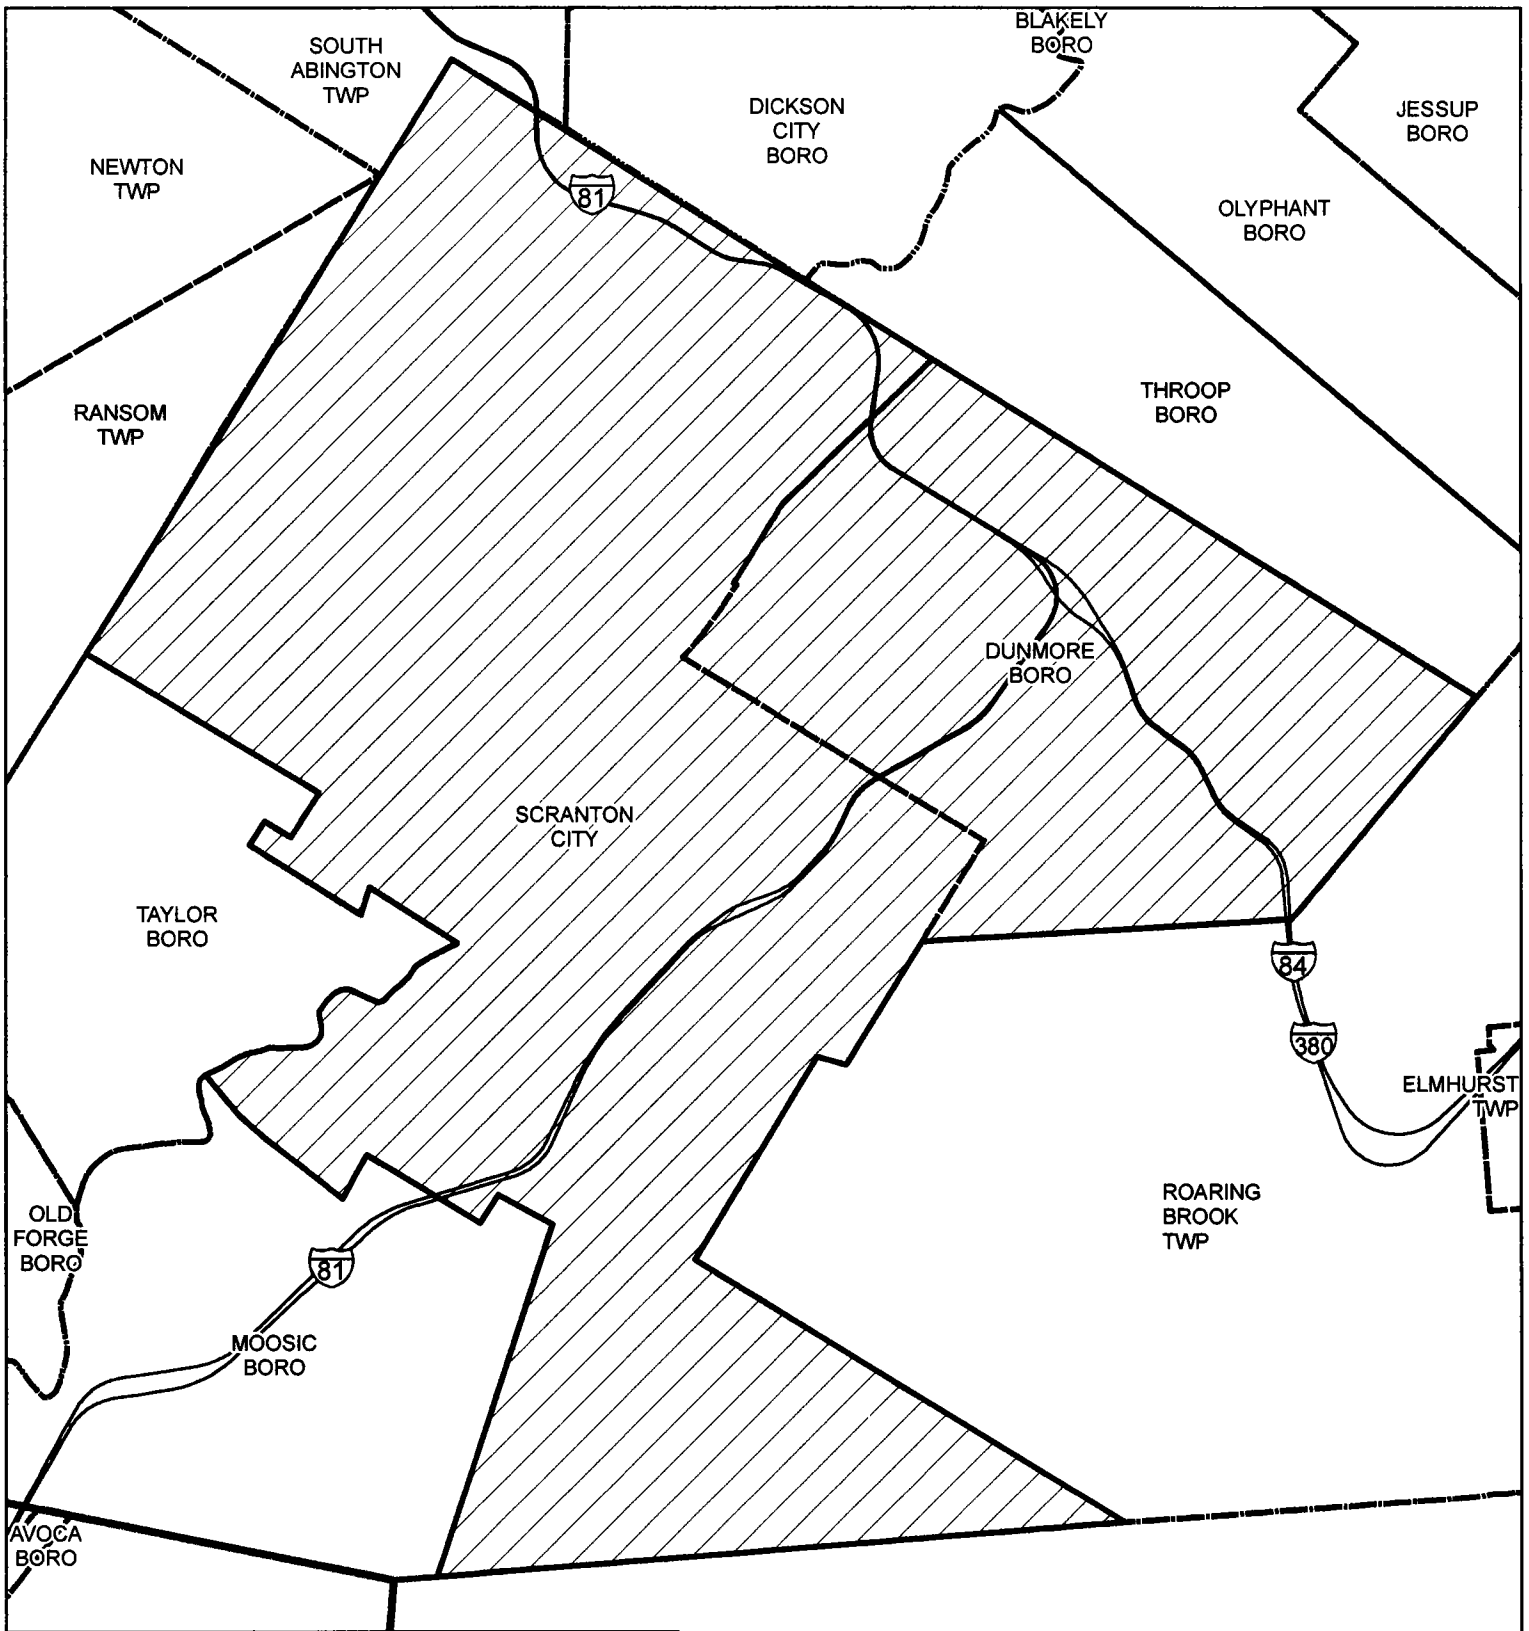 BLAKELY
BORO
SOUTH
ABINGTON
TWP
DICKSON
CITY
BORO
JESSUP
BORO
NEWTON
TWP
81
OLYPHANT
BORO
THROOP
BORO
RANSOM
TWP
DUNMORE
BORO
SCRANTON
CITY
TAYLOR
BORO
84
380
ELMHURST
TWP
ROARING
BROOK
TWP
OLD
FORGE
BORO
81
MOOSIC
BORO
AVOCA
BORO